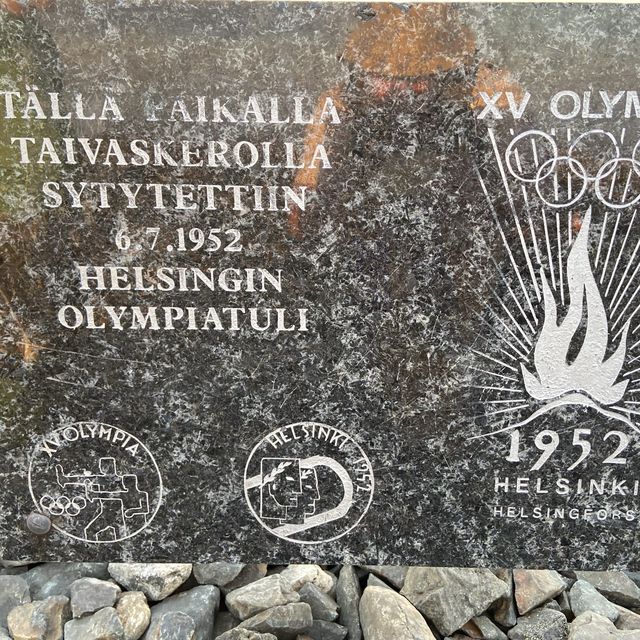 TÄLLÄ PAIKALLA
TAIVASKEROLLA
SYTYTETTIIN
6.7.1952
HELSINGIN
OLYMPIATULI
XV OLYMPIA
HELSINKI 1952
XV OLYM
1952
HELSINKI
HELSINGFORS